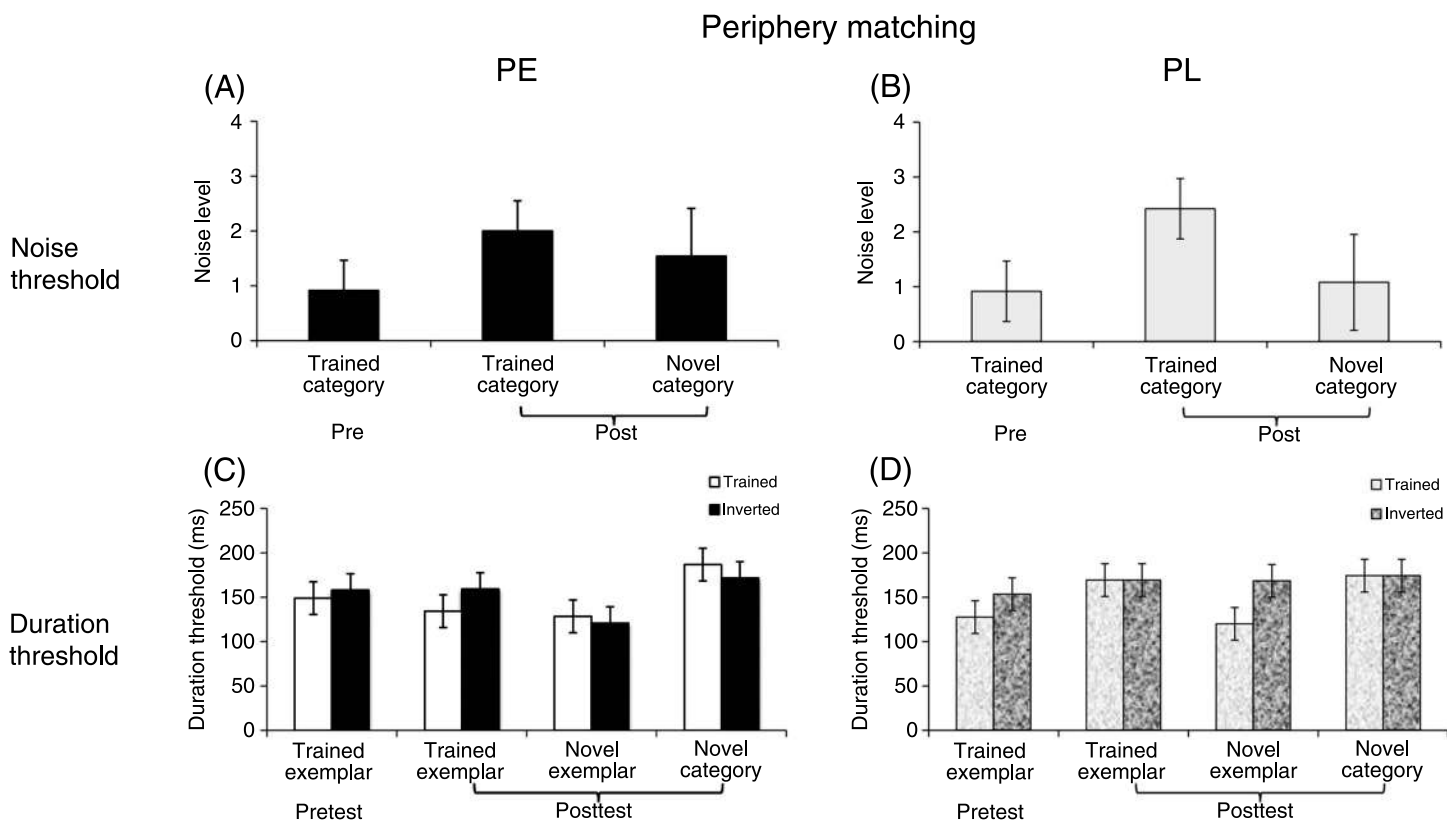 Periphery matching
PE
PL
Noise
threshold
(A)
4
3
2
1
0
Noise level
Trained
category
Trained
category
Novel
category
Pre
Post
(B)
4
3
2
1
0
Noise level
Trained
category
Trained
category
Novel
category
Pre
Post
Duration
threshold
(C)
Trained
Inverted
250
200
150
100
50
0
Duration threshold (ms)
Trained
exemplar
Trained
exemplar
Novel
exemplar
Novel
category
Pretest
Posttest
(D)
Trained
Inverted
250
200
150
100
50
0
Duration threshold (ms)
Trained
exemplar
Trained
exemplar
Novel
exemplar
Novel
category
Pretest
Posttest